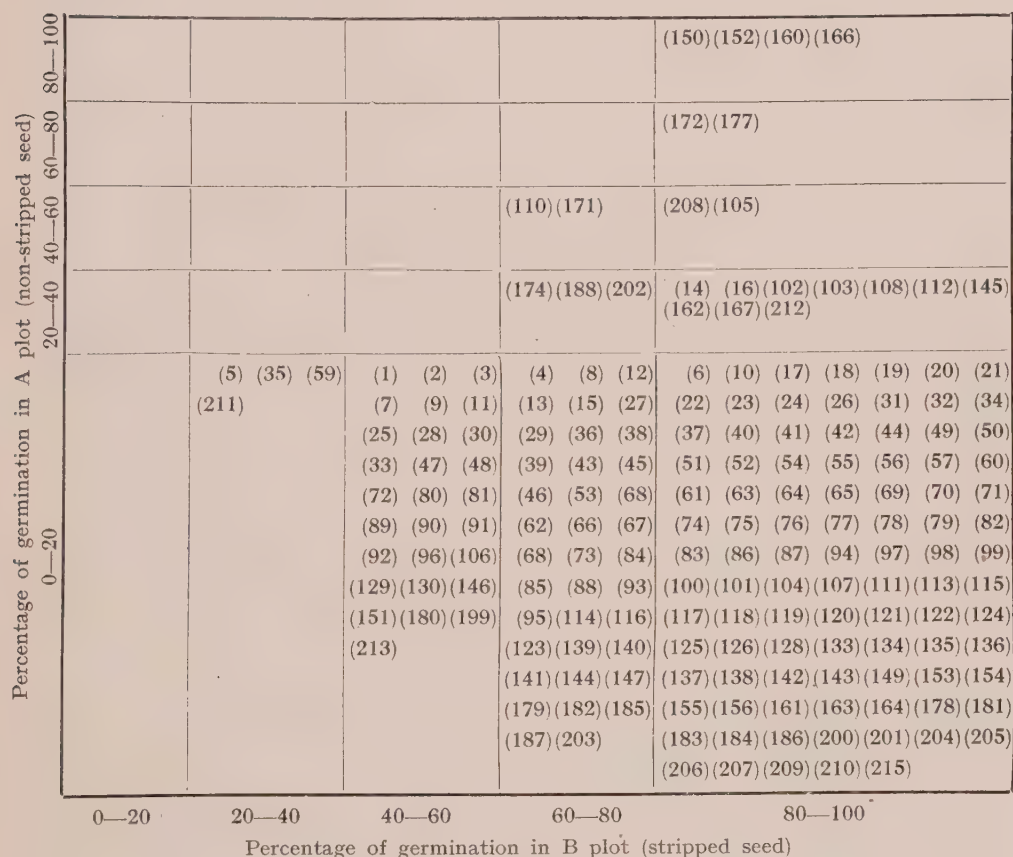 Percentage of germination in A plot (non-stripped seed)
80—100
(150)(152)(160)(166)
60—80
(172)(177)
40—60
(110)(171) (208)(105)
20—40
(174)(188)(202) (14) (16)(102)(103)(108)(112)(145)
(162)(167)(212)
0—20
(5) (35) (59) (1) (2) (3) (4) (8) (12) (6) (10) (17) (18) (19) (20) (21)
(211) (7) (9) (11) (13) (15) (27) (22) (23) (24) (26) (31) (32) (34)
(25) (28) (30) (29) (36) (38) (37) (40) (41) (42) (44) (49) (50)
(33) (47) (48) (39) (43) (45) (51) (52) (54) (55) (56) (57) (60)
(72) (80) (81) (46) (53) (68) (61) (63) (64) (65) (69) (70) (71)
(89) (90) (91) (62) (66) (67) (74) (75) (76) (77) (78) (79) (82)
(92) (96)(106) (68) (73) (84) (83) (86) (87) (94) (97) (98) (99)
(129)(130)(146) (85) (88) (93) (100)(101)(104)(107)(111)(113)(115)
(151)(180)(199) (95)(114)(116) (117)(118)(119)(120)(121)(122)(124)
(213) (123)(139)(140) (125)(126)(128)(133)(134)(135)(136)
(141)(144)(147) (137)(138)(142)(143)(149)(153)(154)
(179)(182)(185) (155)(156)(161)(163)(164)(178)(181)
(187)(203) (183)(184)(186)(200)(201)(204)(205)
(206)(207)(209)(210)(215)
0—20 20—40 40—60 60—80 80—100
Percentage of germination in B plot (stripped seed)